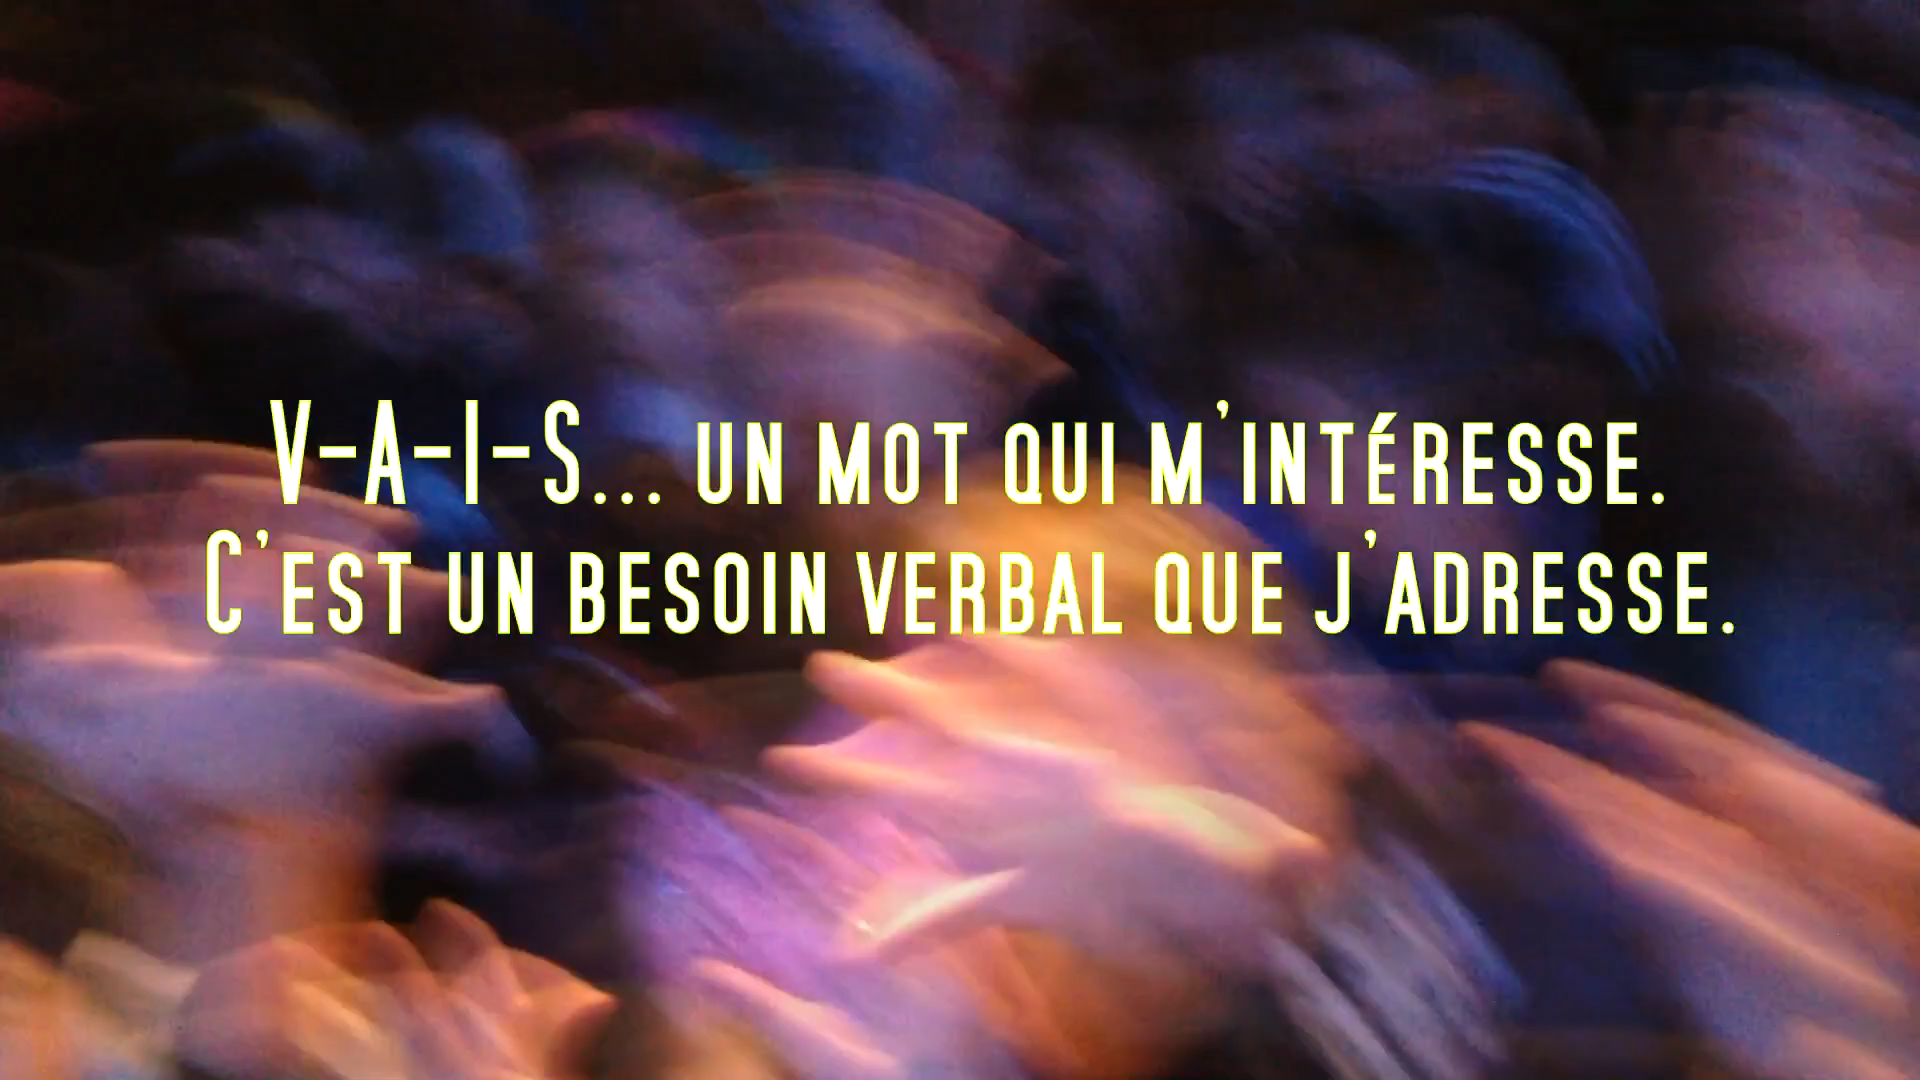 V-A-I-S... un mot qui m'intéresse.
C'est un besoin verbal que j'adresse.